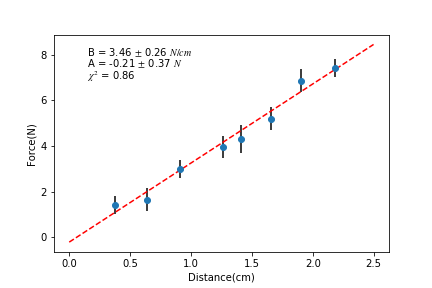 B = 3.46 ± 0.26 N/cm
A = -0.21 ± 0.37 N
χ² = 0.86
8
6
4
2
0
Force(N)
0.0 0.5 1.0 1.5 2.0 2.5
Distance(cm)